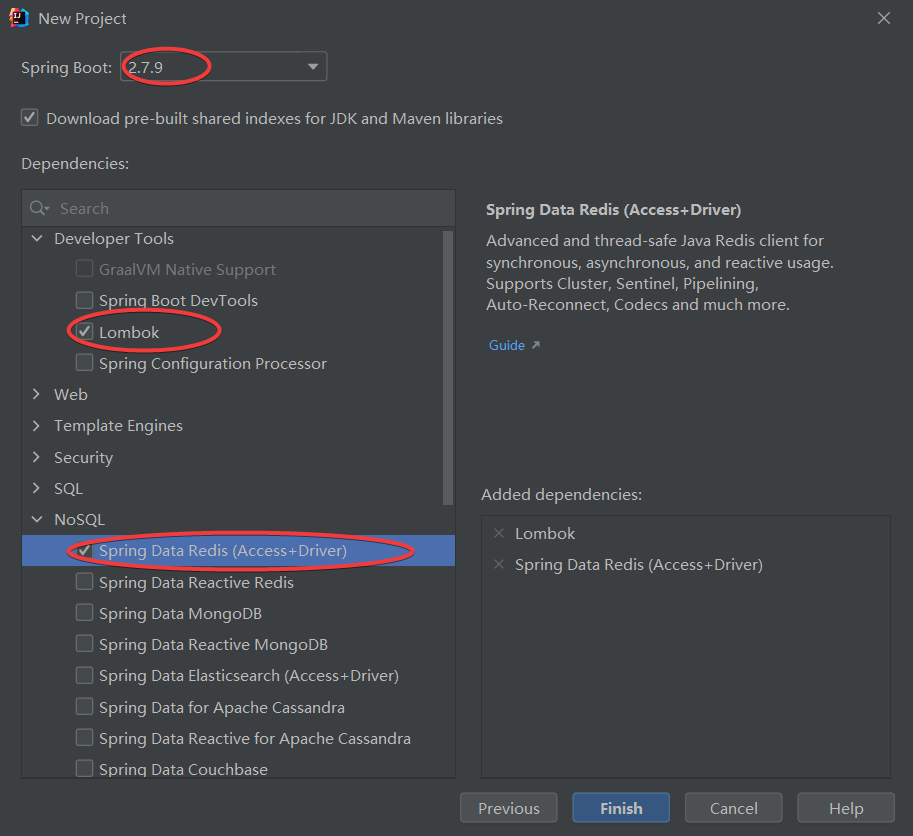 New Project
Spring Boot: 2.7.9
Download pre-built shared indexes for JDK and Maven libraries
Dependencies:
Search
Developer Tools
GraalVM Native Support
Spring Boot DevTools
Lombok
Spring Configuration Processor
Web
Template Engines
Security
SQL
NoSQL
Spring Data Redis (Access+Driver)
Spring Data Reactive Redis
Spring Data MongoDB
Spring Data Reactive MongoDB
Spring Data Elasticsearch (Access+Driver)
Spring Data for Apache Cassandra
Spring Data Reactive for Apache Cassandra
Spring Data Couchbase
Spring Data Redis (Access+Driver)
Advanced and thread-safe Java Redis client for
synchronous, asynchronous, and reactive usage.
Supports Cluster, Sentinel, Pipelining,
Auto-Reconnect, Codecs and much more.
Guide
Added dependencies:
Lombok
Spring Data Redis (Access+Driver)
Previous Finish Cancel Help